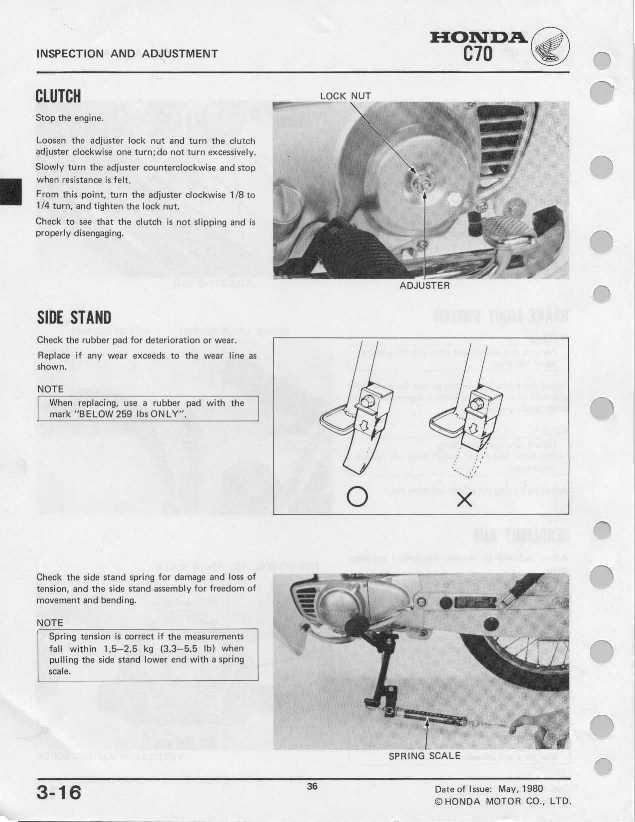 INSPECTION AND ADJUSTMENT
HONDA
C70
CLUTCH
Stop the engine.
Loosen the adjuster lock nut and turn the clutch
adjuster clockwise one turn; do not turn excessively.
Slowly turn the adjuster counterclockwise and stop
when resistance is felt.
From this point, turn the adjuster clockwise 1/8 to
1/4 turn, and tighten the lock nut.
Check to see that the clutch is not slipping and is
properly disengaging.
LOCK NUT
ADJUSTER
SIDE STAND
Check the rubber pad for deterioration or wear.
Replace if any wear exceeds to the wear line as
shown.
NOTE
When replacing, use a rubber pad with the
mark "BELOW 259 lbs ONLY".
Check the side stand spring for damage and loss of
tension, and the side stand assembly for freedom of
movement and bending.
NOTE
Spring tension is correct if the measurements
fall within 1.5–2.5 kg (3.3–5.5 lb) when
pulling the side stand lower end with a spring
scale.
SPRING SCALE
3-16
36
Date of Issue: May, 1980
© HONDA MOTOR CO., LTD.